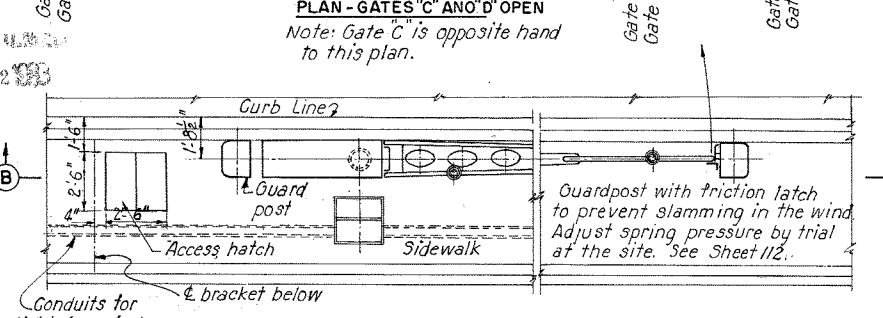 PLAN - GATES "C" AND "D" OPEN
Note: Gate "C" is opposite hand
to this plan.
Gate
Gate
Curb Line
1'-6"
1'-8½"
2'-6"
B
4"
2'-6"
Guard
post
Access hatch
Sidewalk
Guardpost with friction latch
to prevent slamming in the wind
Adjust spring pressure by trial
at the site. See Sheet 112.
℄ bracket below
Conduits for